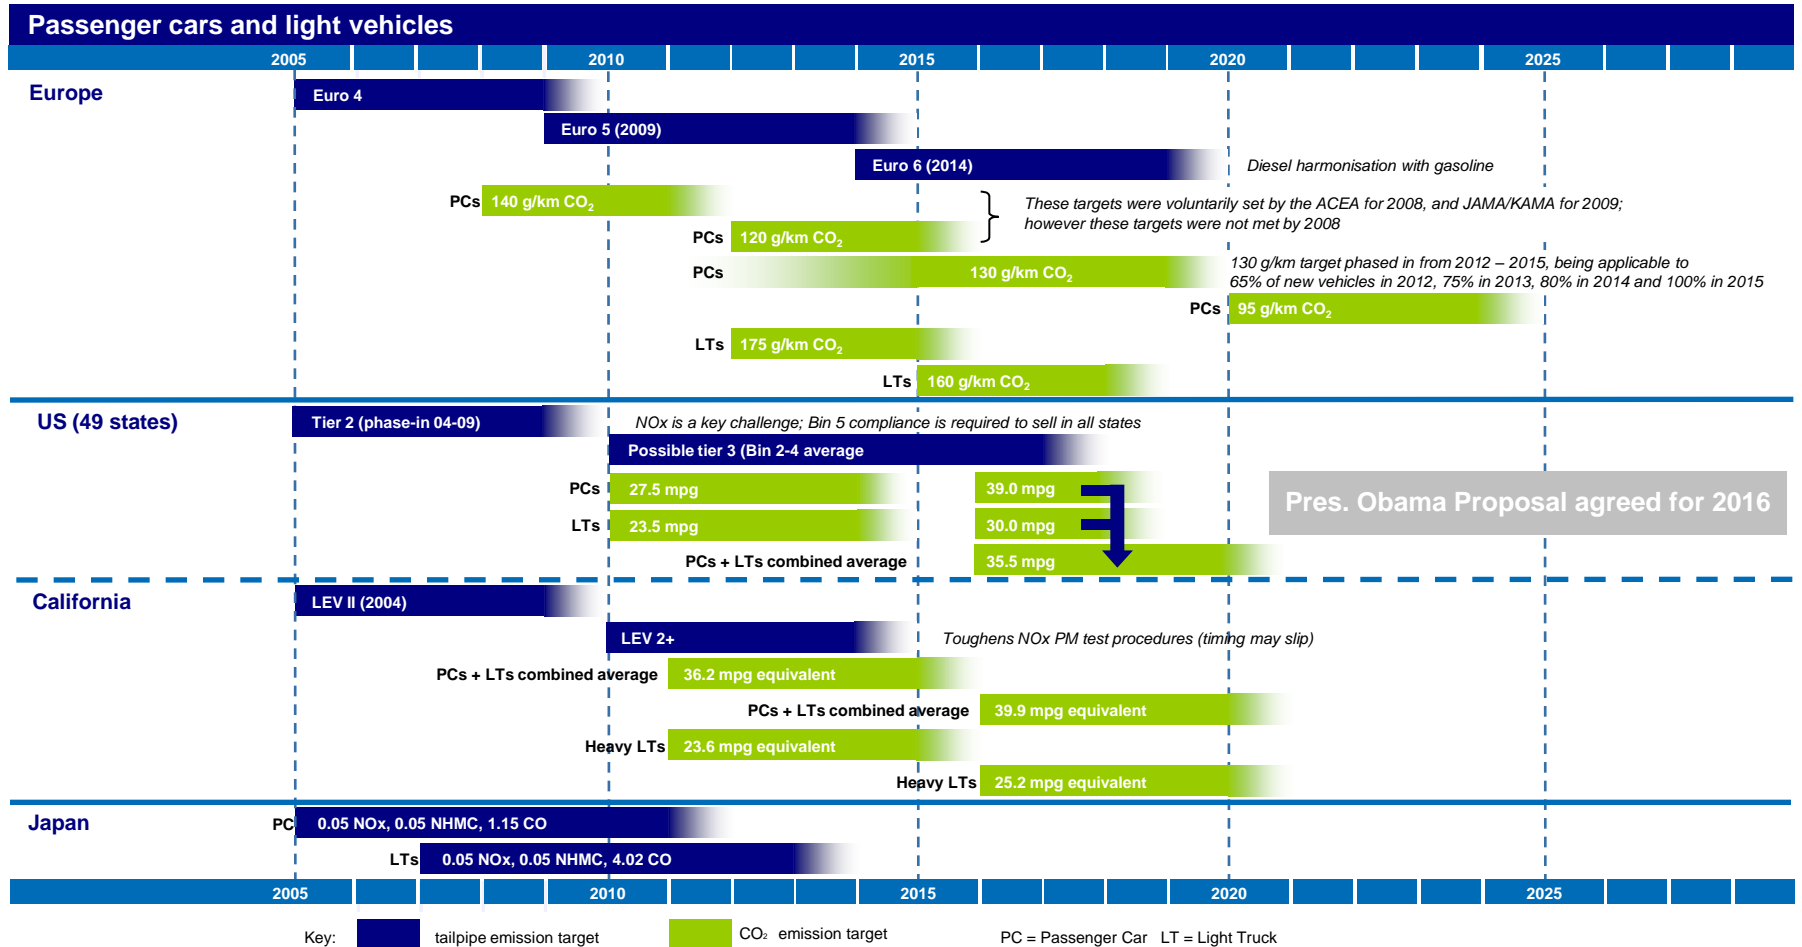 Passenger cars and light vehicles
2005 2010 2015 2020 2025
Europe
Euro 4
Euro 5 (2009)
Euro 6 (2014) Diesel harmonisation with gasoline
PCs 140 g/km CO₂
These targets were voluntarily set by the ACEA for 2008, and JAMA/KAMA for 2009;
however these targets were not met by 2008
PCs 120 g/km CO₂
PCs 130 g/km CO₂
130 g/km target phased in from 2012 – 2015, being applicable to
65% of new vehicles in 2012, 75% in 2013, 80% in 2014 and 100% in 2015
PCs 95 g/km CO₂
LTs 175 g/km CO₂
LTs 160 g/km CO₂
US (49 states)
Tier 2 (phase-in 04-09) NOx is a key challenge; Bin 5 compliance is required to sell in all states
Possible tier 3 (Bin 2-4 average
PCs 27.5 mpg 39.0 mpg
Pres. Obama Proposal agreed for 2016
LTs 23.5 mpg 30.0 mpg
PCs + LTs combined average 35.5 mpg
California
LEV II (2004)
LEV 2+ Toughens NOx PM test procedures (timing may slip)
PCs + LTs combined average 36.2 mpg equivalent
PCs + LTs combined average 39.9 mpg equivalent
Heavy LTs 23.6 mpg equivalent
Heavy LTs 25.2 mpg equivalent
Japan
PC 0.05 NOx, 0.05 NHMC, 1.15 CO
LTs 0.05 NOx, 0.05 NHMC, 4.02 CO
2005 2010 2015 2020 2025
Key: tailpipe emission target CO₂ emission target PC = Passenger Car LT = Light Truck